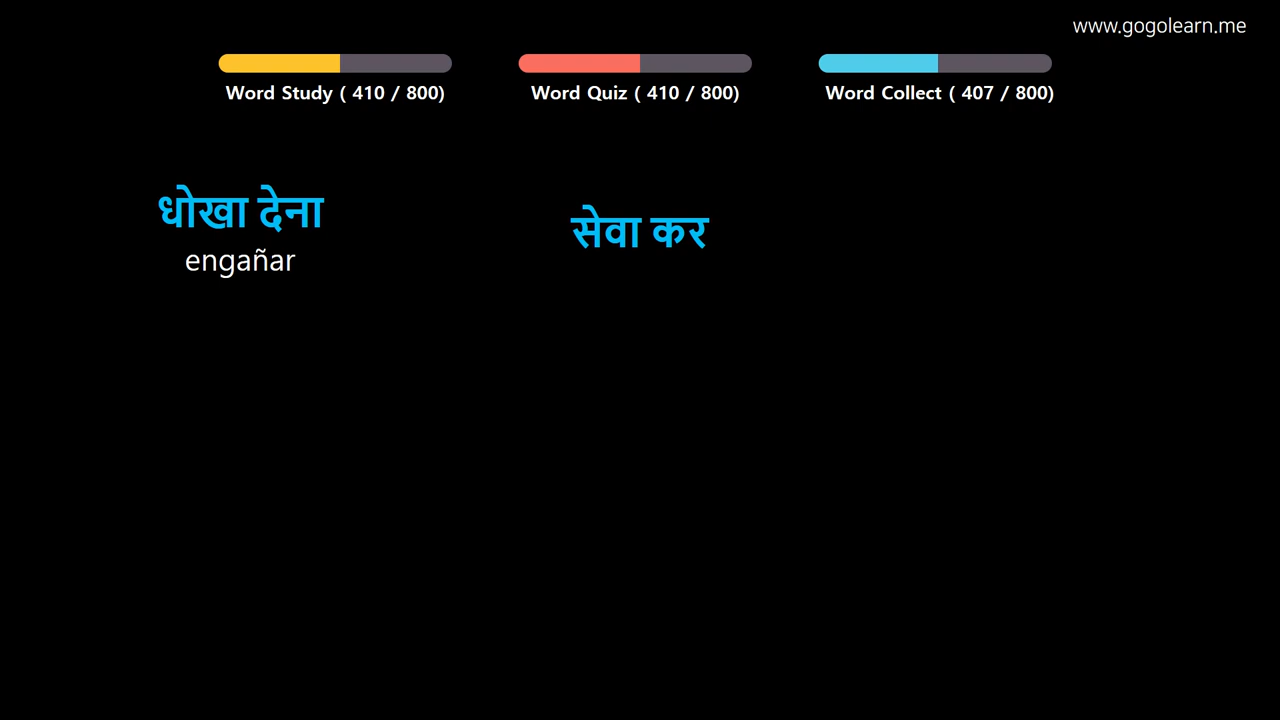 www.gogolearn.me
Word Study ( 410 / 800)
Word Quiz ( 410 / 800)
Word Collect ( 407 / 800)
धोखा देना
engañar
सेवा कर